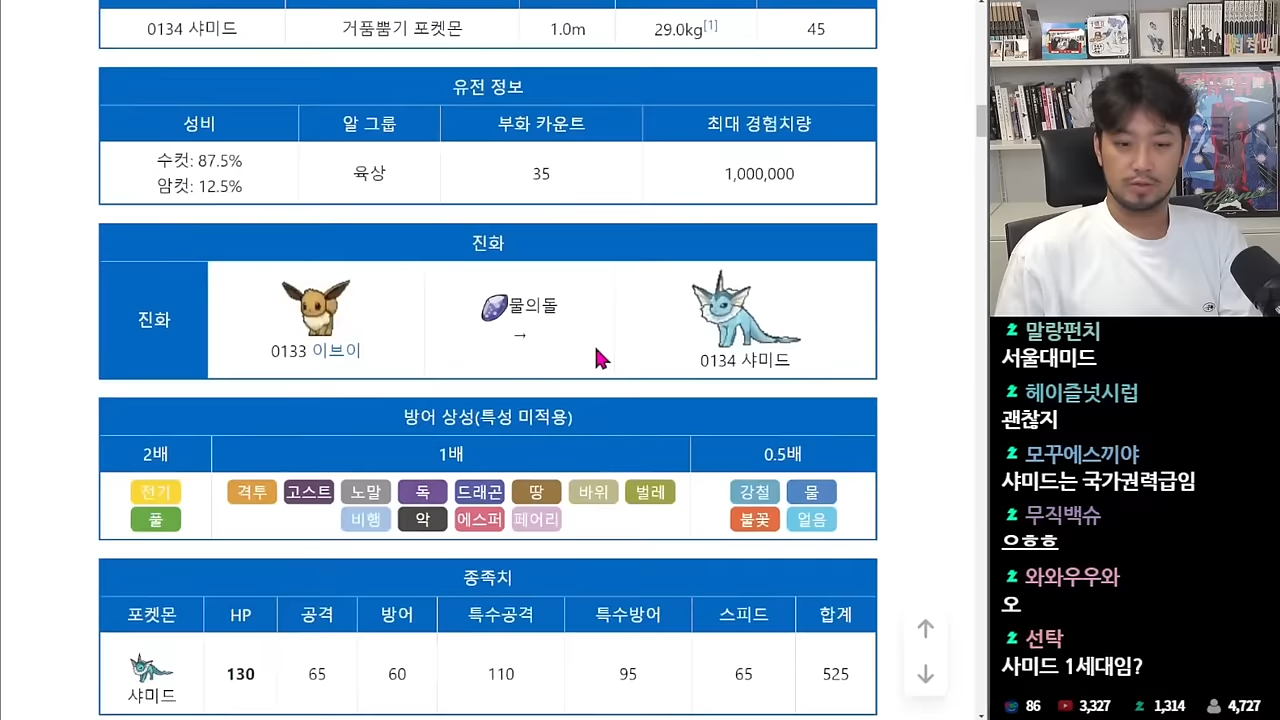 0134 샤미드 거품뿜기 포켓몬 1.0m 29.0kg[1] 45
유전 정보
성비 알 그룹 부화 카운트 최대 경험치량
수컷: 87.5%
암컷: 12.5%
육상 35 1,000,000
진화
진화
물의돌
→
0133 이브이
0134 샤미드
방어 상성(특성 미적용)
2배 1배 0.5배
전기 격투 고스트 노말 독 드래곤 땅 바위 벌레 강철 물
풀 비행 악 에스퍼 페어리 불꽃 얼음
종족치
포켓몬 HP 공격 방어 특수공격 특수방어 스피드 합계
샤미드 130 65 60 110 95 65 525
말랑펀치
서울대미드
헤이즐넛시럽
괜찮지
모꾸에스끼야
샤미드는 국가권력급임
무직백슈
으흐흐
와와우우와
오
선탁
사미드 1세대임?
86 3,327 1,314 4,727